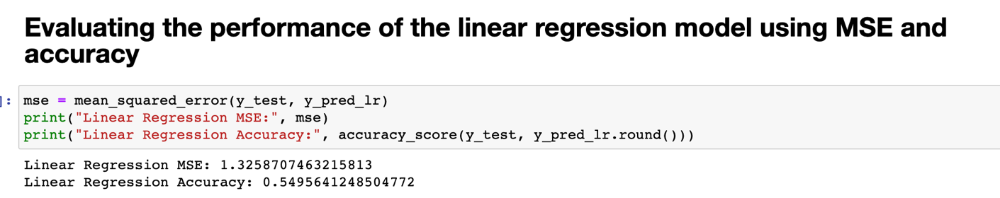 Evaluating the performance of the linear regression model using MSE and
accuracy
]: mse = mean_squared_error(y_test, y_pred_lr)
print("Linear Regression MSE:", mse)
print("Linear Regression Accuracy:", accuracy_score(y_test, y_pred_lr.round()))
Linear Regression MSE: 1.3258707463215813
Linear Regression Accuracy: 0.5495641248504772